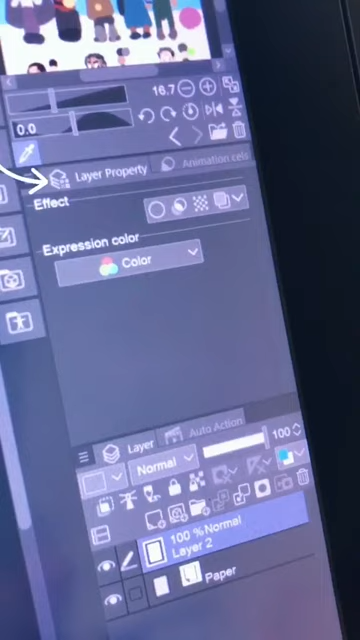 16.7
0.0
Layer Property
Animation cels
Effect
Expression color
Color
Layer
Auto Action
Normal
100
100 % Normal
Layer 2
Paper